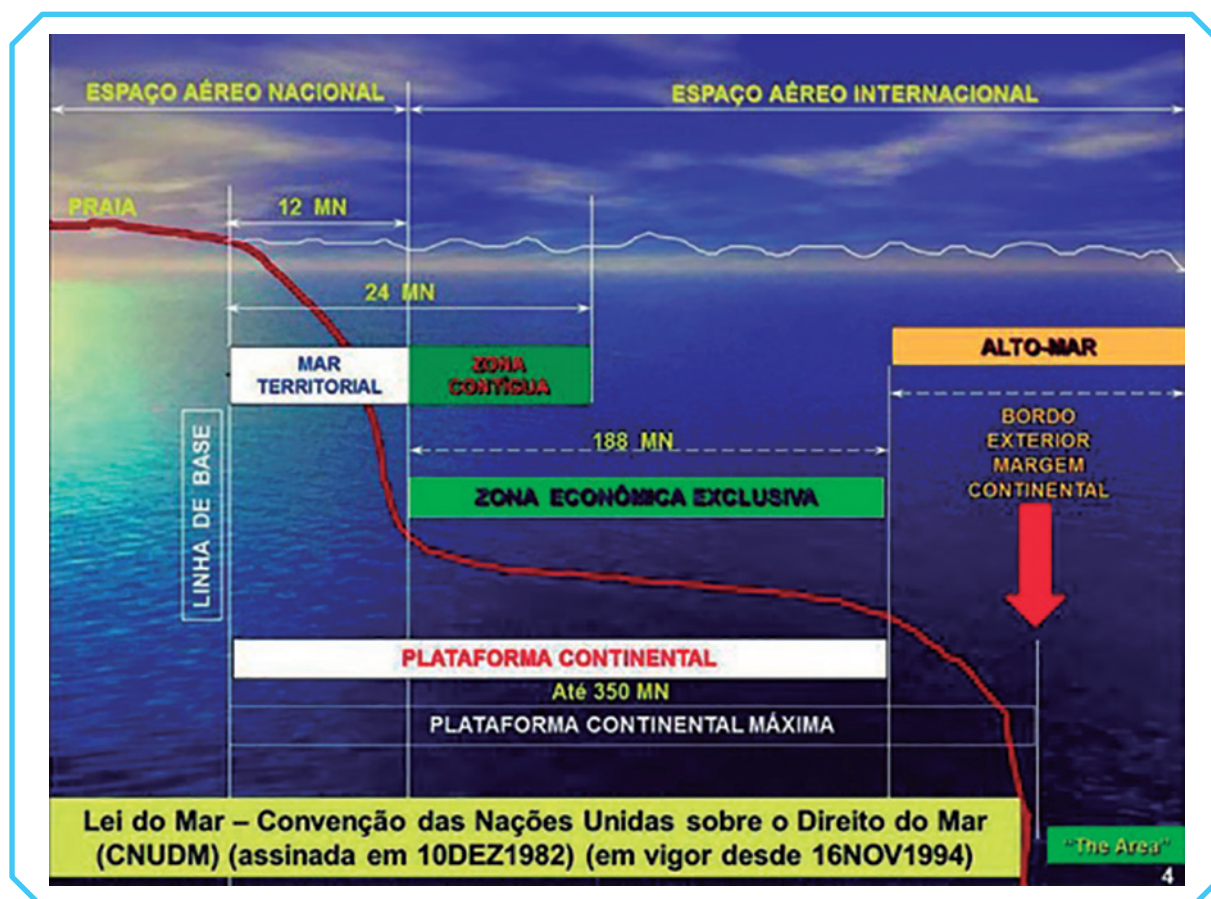 ESPAÇO AÉREO NACIONAL
ESPAÇO AÉREO INTERNACIONAL
PRAIA
12 MN
24 MN
MAR
TERRITORIAL
ZONA
CONTÍGUA
ALTO-MAR
LINHA DE BASE
188 MN
BORDO
EXTERIOR
MARGEM
CONTINENTAL
ZONA ECONÔMICA EXCLUSIVA
PLATAFORMA CONTINENTAL
Até 350 MN
PLATAFORMA CONTINENTAL MÁXIMA
Lei do Mar – Convenção das Nações Unidas sobre o Direito do Mar
(CNUDM) (assinada em 10DEZ1982) (em vigor desde 16NOV1994)
"The Area"
4